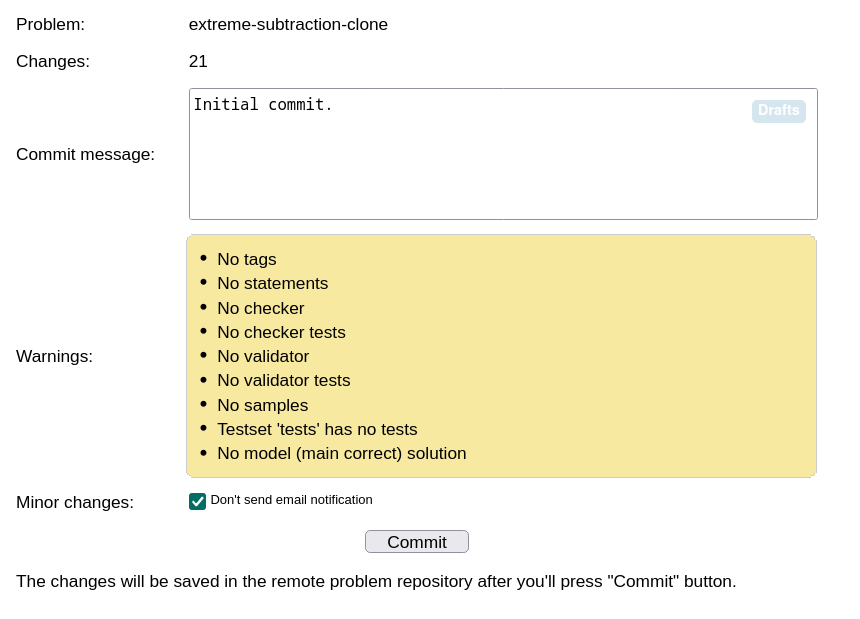 Problem: extreme-subtraction-clone
Changes: 21
Commit message: Initial commit.
Drafts
Warnings:
No tags
No statements
No checker
No checker tests
No validator
No validator tests
No samples
Testset 'tests' has no tests
No model (main correct) solution
Minor changes: Don't send email notification
Commit
The changes will be saved in the remote problem repository after you'll press "Commit" button.